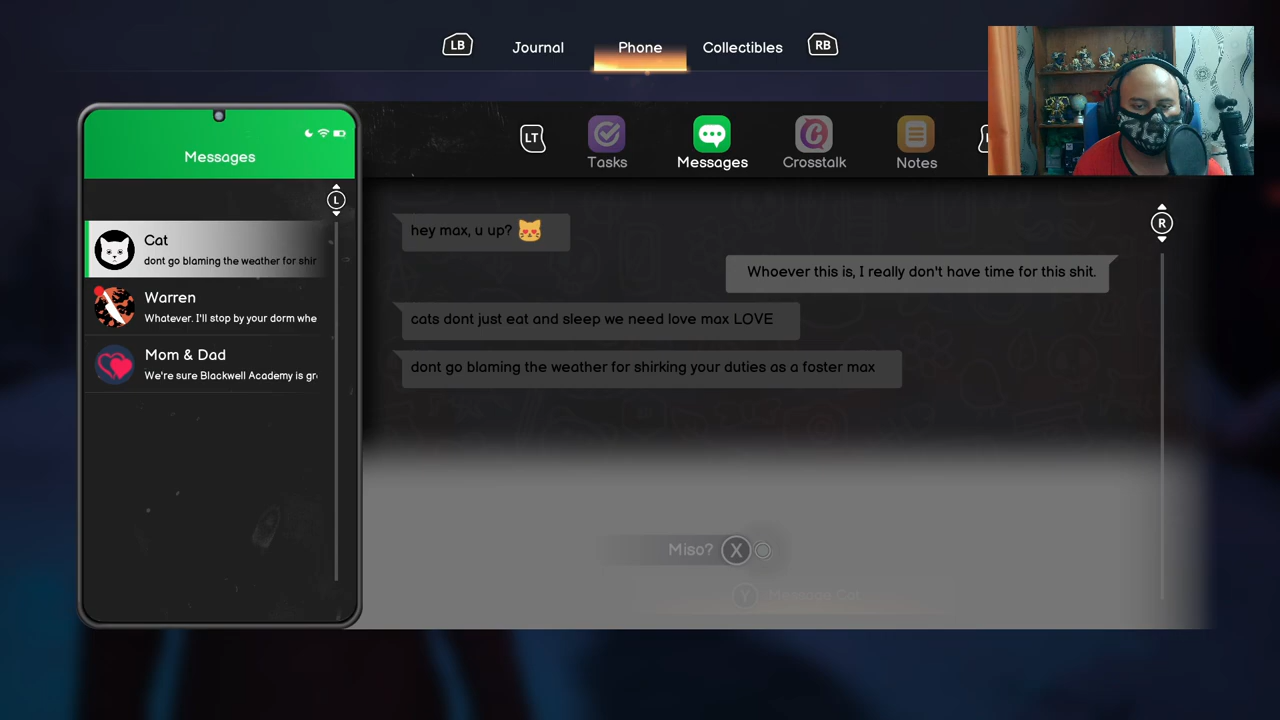 LB
Journal
Phone
Collectibles
RB
Messages
LT
Tasks
Messages
Crosstalk
Notes
L
Cat
dont go blaming the weather for shir
Warren
Whatever. I'll stop by your dorm whe
Mom & Dad
We're sure Blackwell Academy is gr
hey max, u up?
Whoever this is, I really don't have time for this shit.
cats dont just eat and sleep we need love max LOVE
dont go blaming the weather for shirking your duties as a foster max
R
Miso? X
Y Message Cat